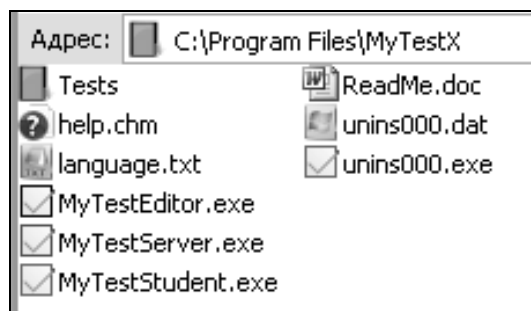 Адрес: C:\Program Files\MyTestX
Tests
help.chm
language.txt
MyTestEditor.exe
MyTestServer.exe
MyTestStudent.exe
ReadMe.doc
unins000.dat
unins000.exe